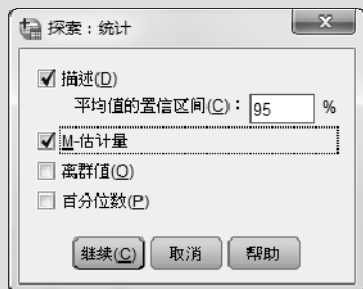 探索：统计
描述(D)
平均值的置信区间(C)： 95 %
M-估计量
离群值(O)
百分位数(P)
继续(C) 取消 帮助